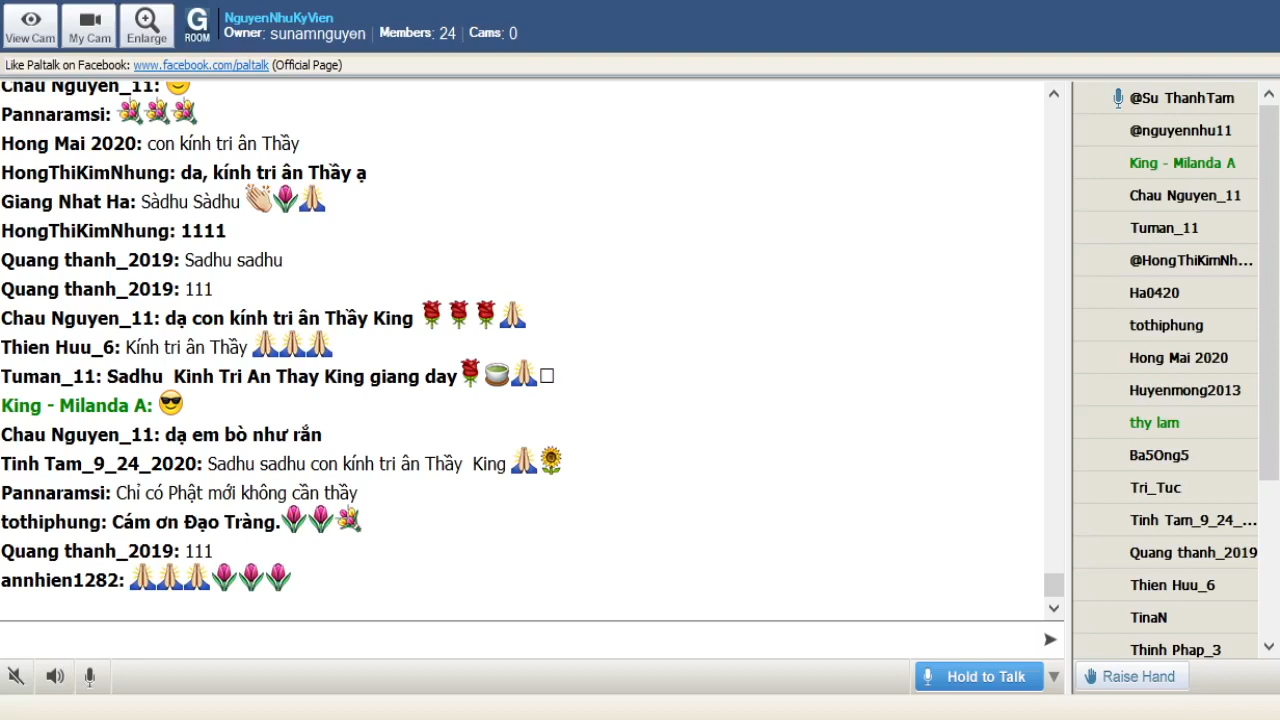 View Cam
My Cam
Enlarge
G ROOM
NguyenNhuKyVien
Owner: sunamnguyen | Members: 24 | Cams: 0
Like Paltalk on Facebook: www.facebook.com/paltalk (Official Page)
Chau Nguyen_11:
Pannaramsi:
Hong Mai 2020: con kính tri ân Thầy
HongThiKimNhung: da, kính tri ân Thầy ạ
Giang Nhat Ha: Sàdhu Sàdhu
HongThiKimNhung: 1111
Quang thanh_2019: Sadhu sadhu
Quang thanh_2019: 111
Chau Nguyen_11: dạ con kính tri ân Thầy King
Thien Huu_6: Kính tri ân Thầy
Tuman_11: Sadhu Kinh Tri An Thay King giang day
King - Milanda A:
Chau Nguyen_11: dạ em bò như rắn
Tinh Tam_9_24_2020: Sadhu sadhu con kính tri ân Thầy King
Pannaramsi: Chỉ có Phật mới không cần thầy
tothiphung: Cám ơn Đạo Tràng.
Quang thanh_2019: 111
annhien1282:
Hold to Talk
@Su ThanhTam
@nguyennhu11
King - Milanda A
Chau Nguyen_11
Tuman_11
@HongThiKimNh...
Ha0420
tothiphung
Hong Mai 2020
Huyenmong2013
thy lam
Ba5Ong5
Tri_Tuc
Tinh Tam_9_24_...
Quang thanh_2019
Thien Huu_6
TinaN
Thinh Phap_3
Raise Hand